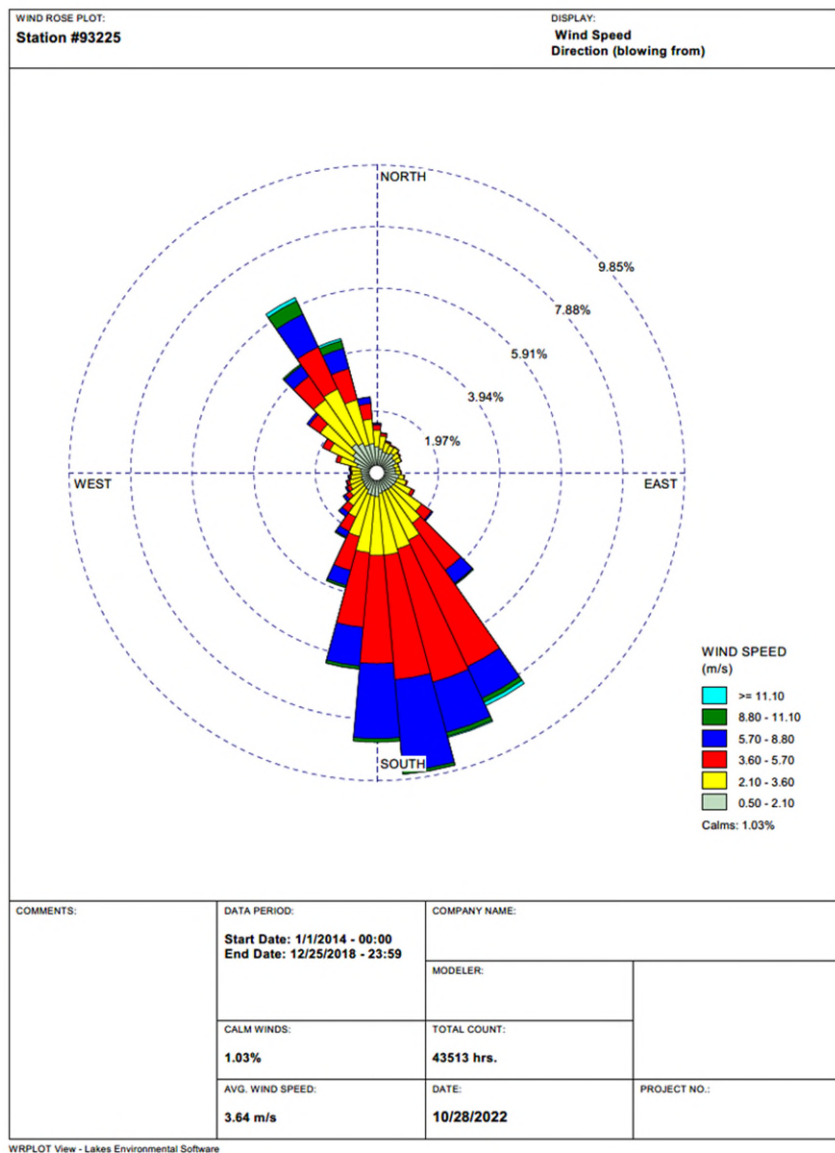 WIND ROSE PLOT:
Station #93225
DISPLAY:
Wind Speed
Direction (blowing from)
NORTH
9.85%
7.88%
5.91%
3.94%
1.97%
WEST
EAST
SOUTH
WIND SPEED
(m/s)
>= 11.10
8.80 - 11.10
5.70 - 8.80
3.60 - 5.70
2.10 - 3.60
0.50 - 2.10
Calms: 1.03%
COMMENTS:
DATA PERIOD:
Start Date: 1/1/2014 - 00:00
End Date: 12/25/2018 - 23:59
COMPANY NAME:
MODELER:
CALM WINDS:
1.03%
TOTAL COUNT:
43513 hrs.
AVG. WIND SPEED:
3.64 m/s
DATE:
10/28/2022
PROJECT NO.:
WRPLOT View - Lakes Environmental Software